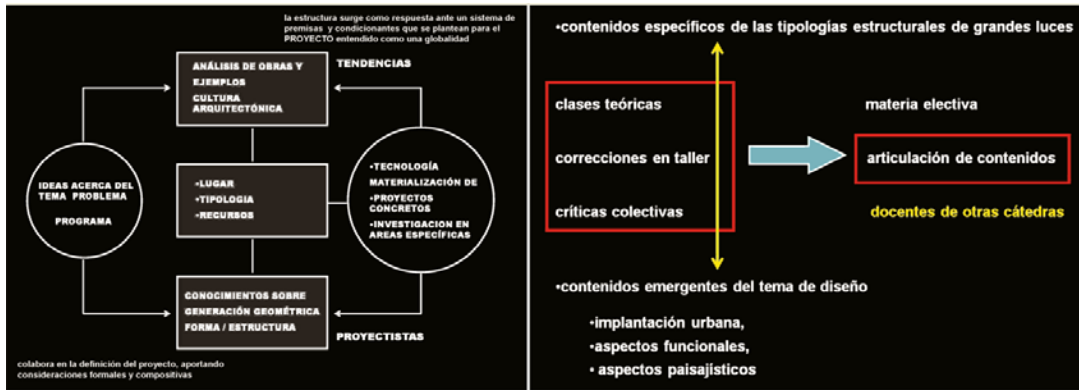 la estructura surge como respuesta ante un sistema de
premisas y condicionantes que se plantean para el
PROYECTO entendido como una globalidad
ANÁLISIS DE OBRAS Y
EJEMPLOS
CULTURA
ARQUITECTÓNICA
TENDENCIAS
IDEAS ACERCA DEL
TEMA PROBLEMA
PROGRAMA
•LUGAR
•TIPOLOGIA
•RECURSOS
•TECNOLOGÍA
MATERIALIZACIÓN DE
•PROYECTOS
CONCRETOS
•INVESTIGACION EN
AREAS ESPECÍFICAS
CONOCIMIENTOS SOBRE
GENERACIÓN GEOMÉTRICA
FORMA / ESTRUCTURA
PROYECTISTAS
colabora en la definición del proyecto, aportando
consideraciones formales y compositivas
•contenidos específicos de las tipologías estructurales de grandes luces
clases teóricas
correcciones en taller
críticas colectivas
materia electiva
articulación de contenidos
docentes de otras cátedras
•contenidos emergentes del tema de diseño
•implantación urbana,
•aspectos funcionales,
• aspectos paisajísticos